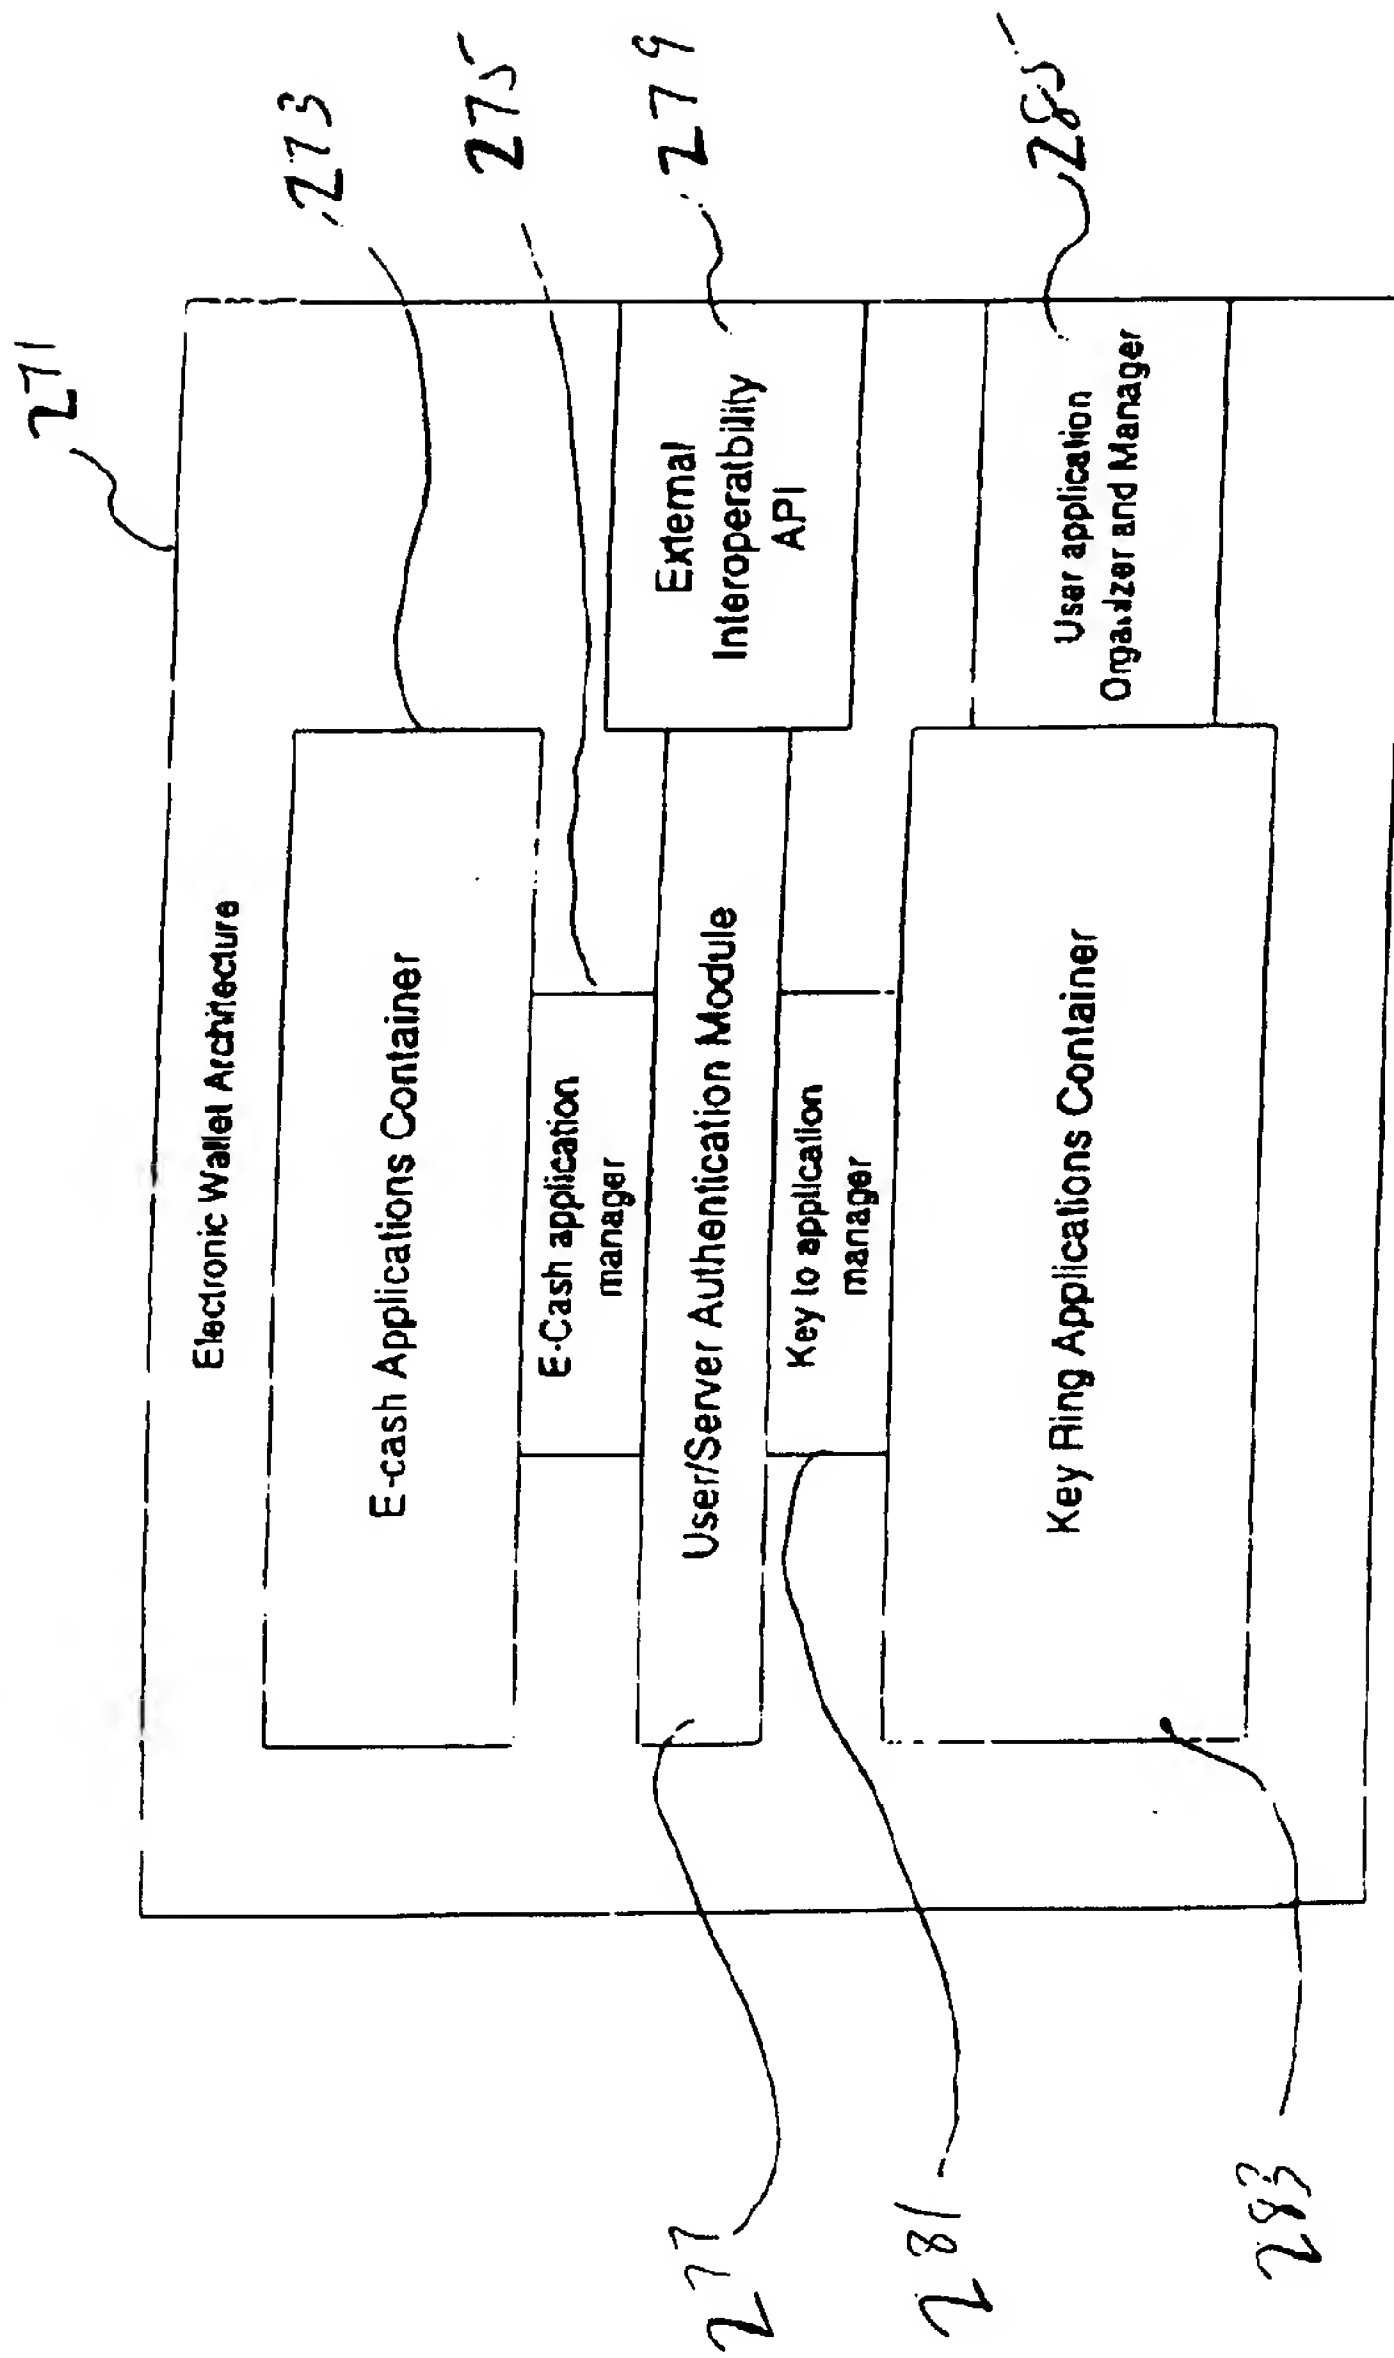 271
273
275
279
285
Electronic Wallet Architecture
E-cash Applications Container
E-Cash application
manager
User/Server Authentication Module
External
Interoperatbility
API
Key to application
manager
Key Ring Applications Container
User application
Organizer and Manager
277
281
283